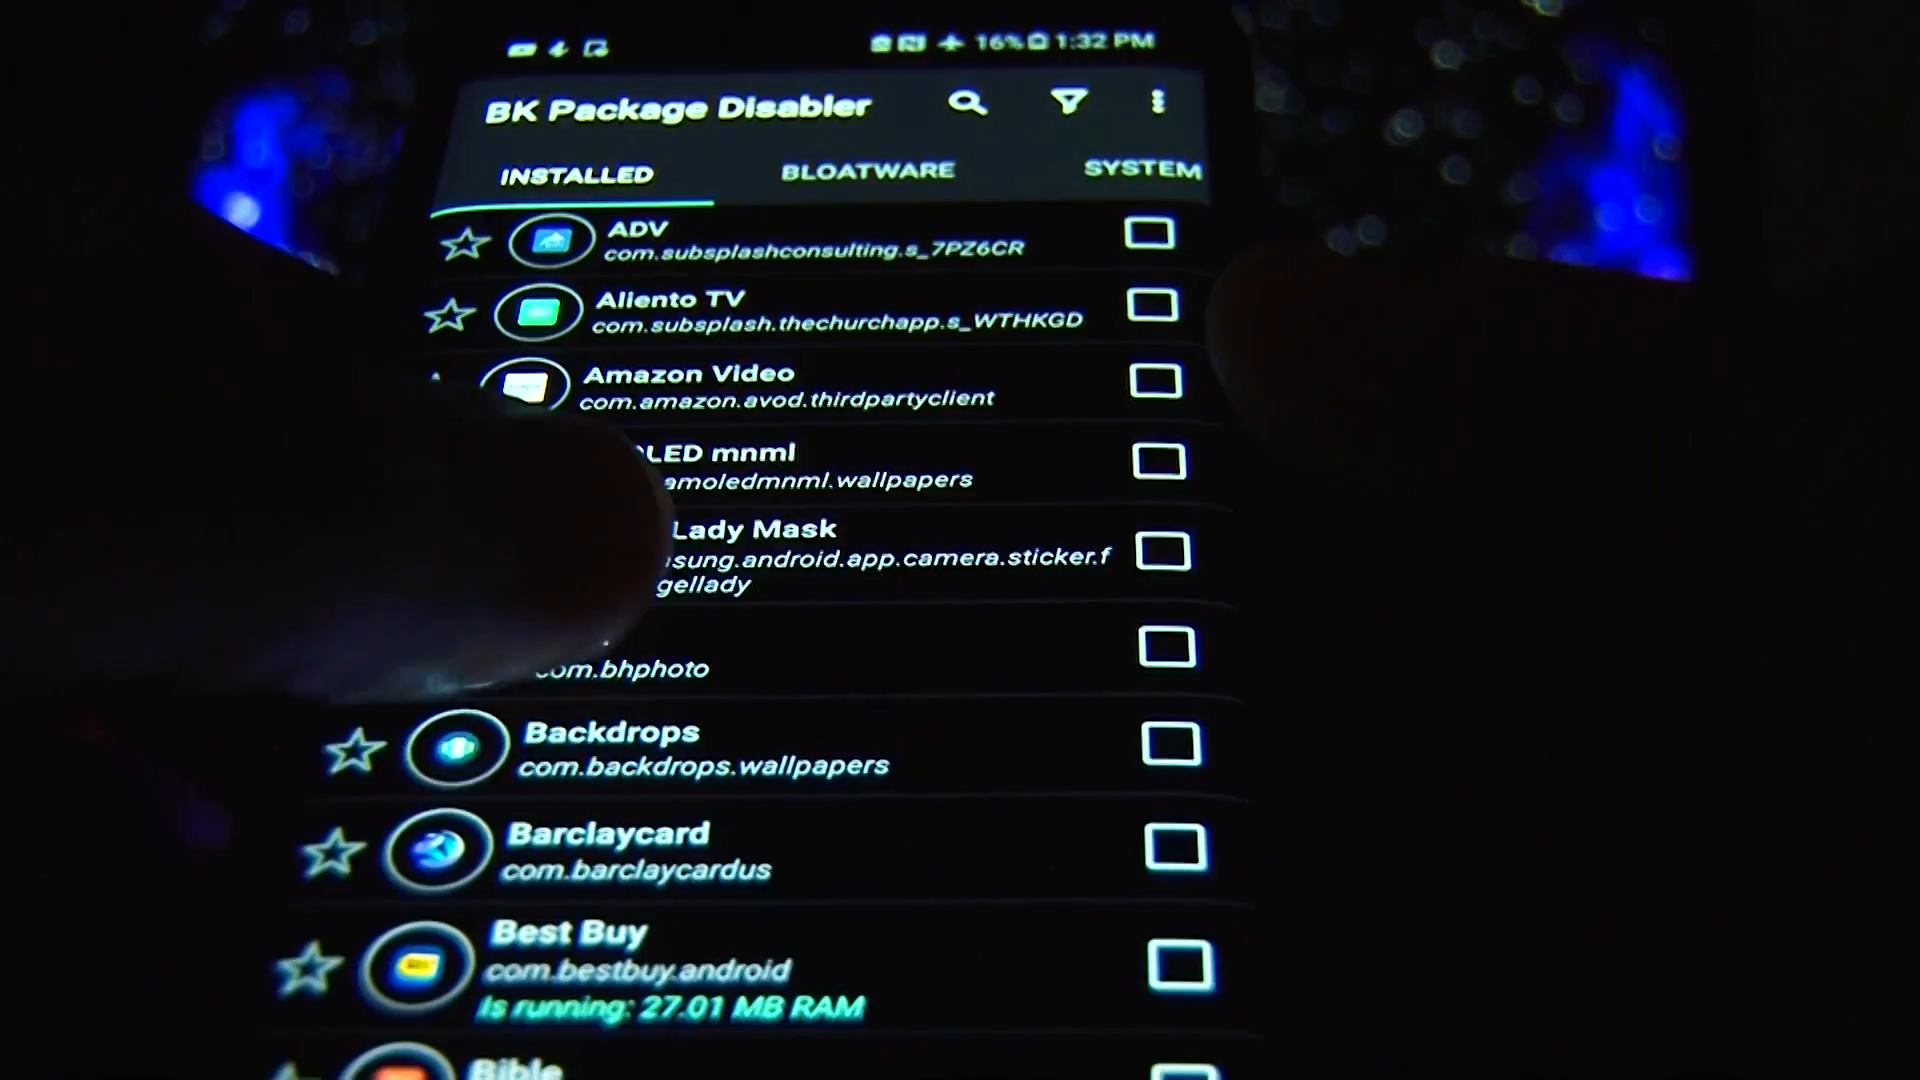 16% 1:32 PM
BK Package Disabler
INSTALLED BLOATWARE SYSTEM
ADV
com.subsplashconsulting.s_7PZ6CR
Aliento TV
com.subsplash.thechurchapp.s_WTHKGD
Amazon Video
com.amazon.avod.thirdpartyclient
LED mnml
amoledmnml.wallpapers
Lady Mask
sung.android.app.camera.sticker.f
gellady
com.bhphoto
Backdrops
com.backdrops.wallpapers
Barclaycard
com.barclaycardus
Best Buy
com.bestbuy.android
Is running: 27.01 MB RAM
Bible